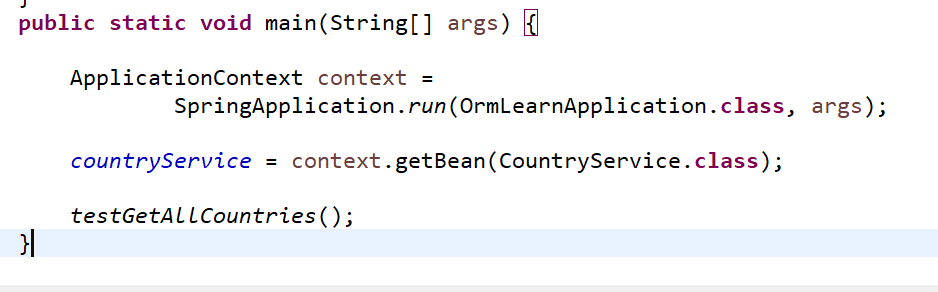 }
public static void main(String[] args) {
ApplicationContext context =
SpringApplication.run(OrmLearnApplication.class, args);
countryService = context.getBean(CountryService.class);
testGetAllCountries();
}